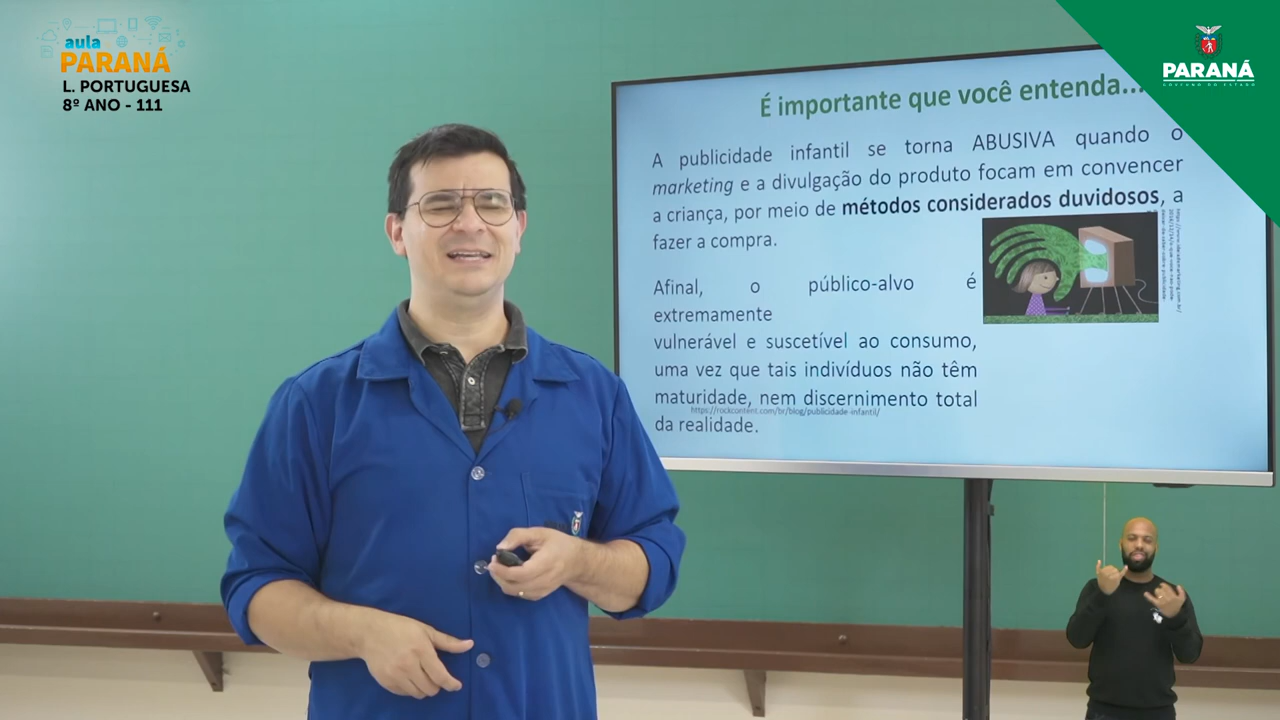 aula
PARANÁ
L. PORTUGUESA
8º ANO - 111
PARANÁ
GOVERNO DO ESTADO
É importante que você entenda...
A publicidade infantil se torna ABUSIVA quando o
marketing e a divulgação do produto focam em convencer
a criança, por meio de métodos considerados duvidosos, a
fazer a compra.
Afinal, o público-alvo é
extremamente
vulnerável e suscetível ao consumo,
uma vez que tais indivíduos não têm
maturidade, nem discernimento total
https://rockcontent.com/br/blog/publicidade-infantil/
da realidade.